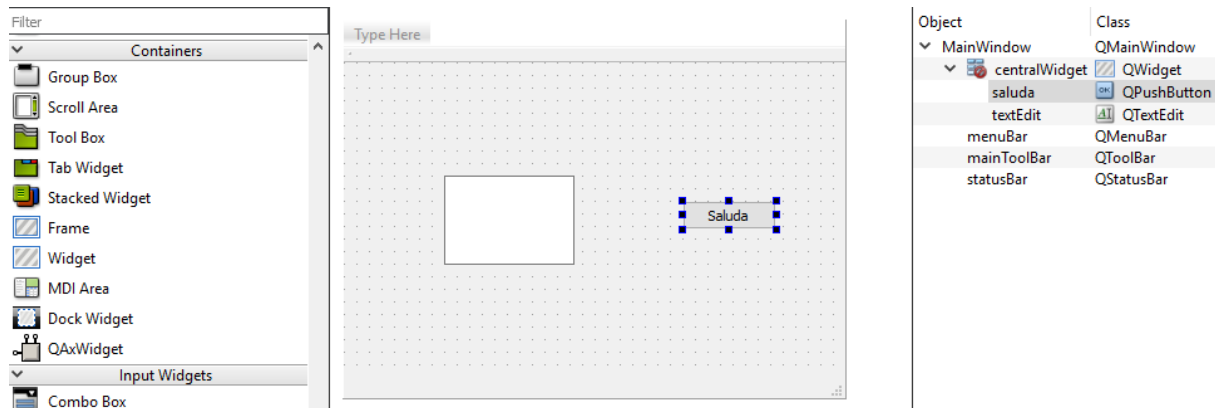 Filter
Containers
Group Box
Scroll Area
Tool Box
Tab Widget
Stacked Widget
Frame
Widget
MDI Area
Dock Widget
QAxWidget
Input Widgets
Combo Box
Type Here
Saluda
Object Class
MainWindow QMainWindow
centralWidget QWidget
saluda OK QPushButton
textEdit AI QTextEdit
menuBar QMenuBar
mainToolBar QToolBar
statusBar QStatusBar